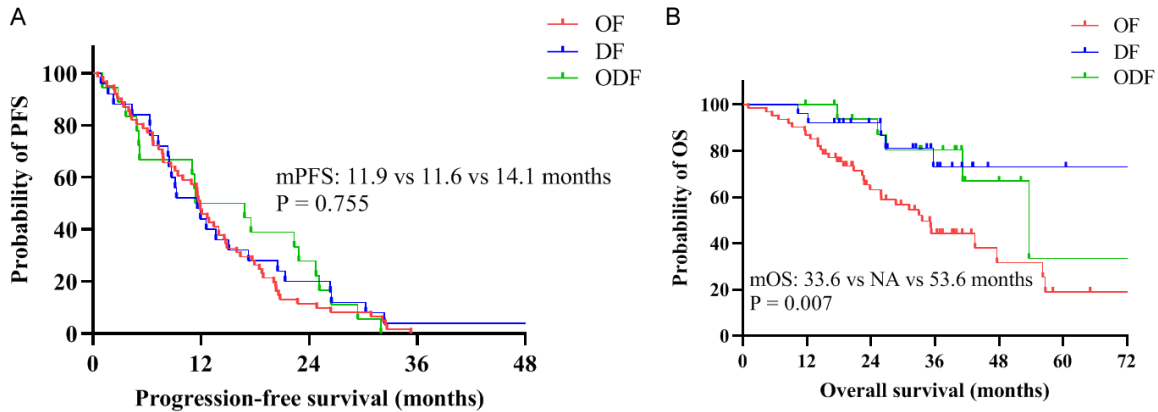 A
OF
DF
ODF
Probability of PFS
100
80
60
40
20
0
mPFS: 11.9 vs 11.6 vs 14.1 months
P = 0.755
0 12 24 36 48
Progression-free survival (months)
B
OF
DF
ODF
Probability of OS
100
80
60
40
20
0
mOS: 33.6 vs NA vs 53.6 months
P = 0.007
0 12 24 36 48 60 72
Overall survival (months)